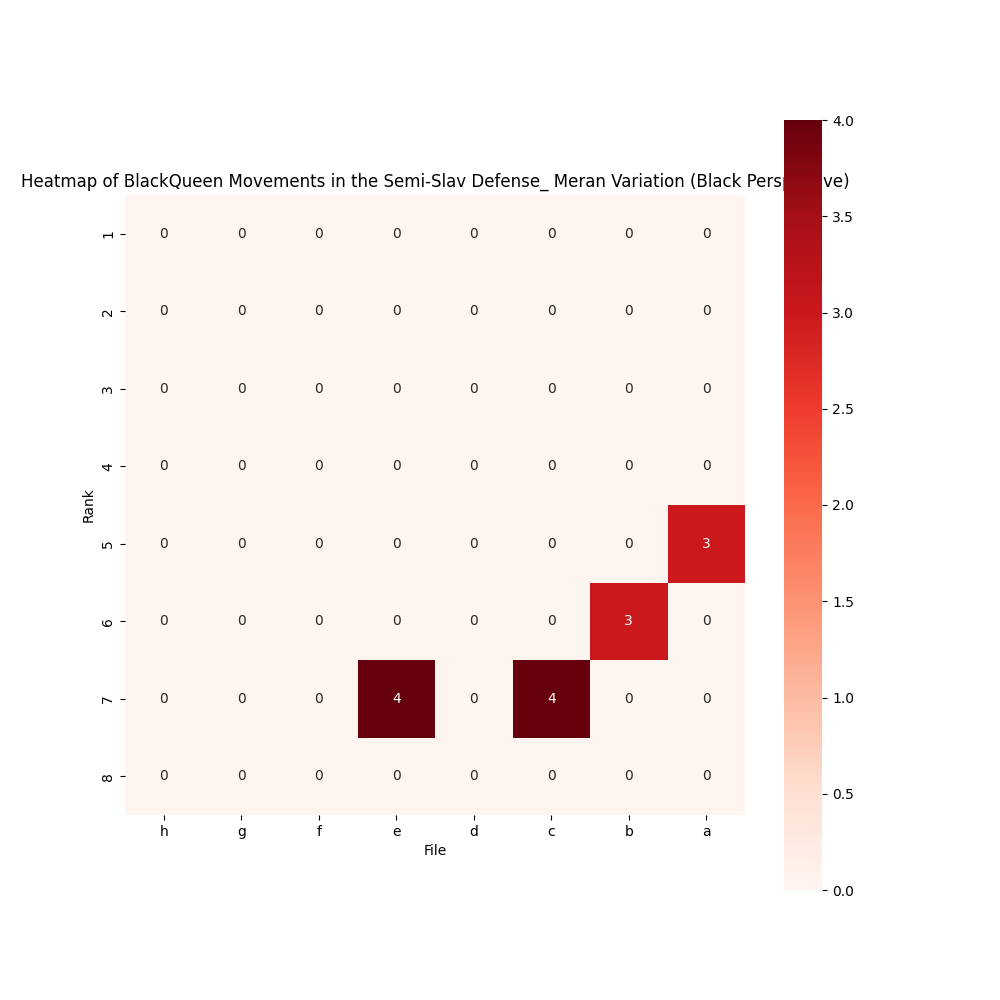 Heatmap of BlackQueen Movements in the Semi-Slav Defense_ Meran Variation (Black Pers
ve)
4.0
3.5
3.0
2.5
2.0
1.5
1.0
0.5
0.0
Rank
1 0 0 0 0 0 0 0 0
2 0 0 0 0 0 0 0 0
3 0 0 0 0 0 0 0 0
4 0 0 0 0 0 0 0 0
5 0 0 0 0 0 0 0 3
6 0 0 0 0 0 0 3 0
7 0 0 0 4 0 4 0 0
8 0 0 0 0 0 0 0 0
h g f e d c b a
File